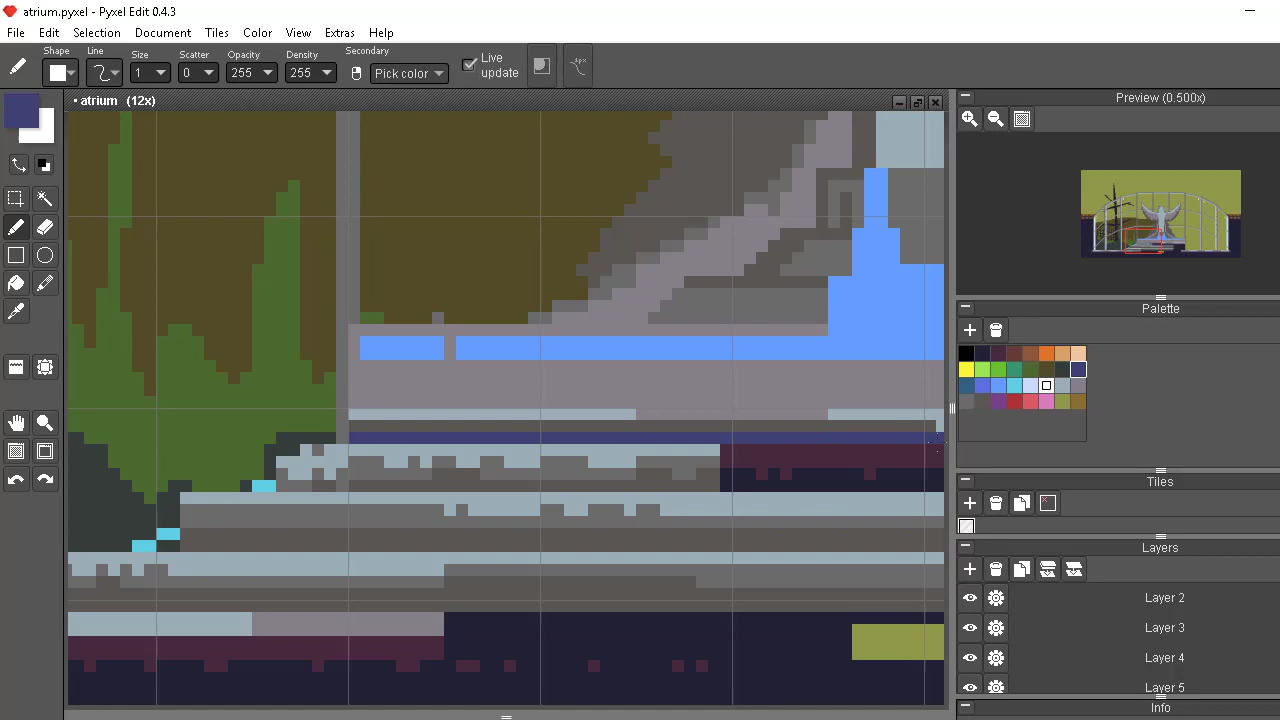 atrium.pyxel - Pyxel Edit 0.4.3
File Edit Selection Document Tiles Color View Extras Help
Shape Line Size Scatter Opacity Density Secondary
1 0 255 255 Pick color Live update -1px
• atrium (12x)
Preview (0.500x)
Palette
Tiles
Layers
Layer 2
Layer 3
Layer 4
Layer 5
Info